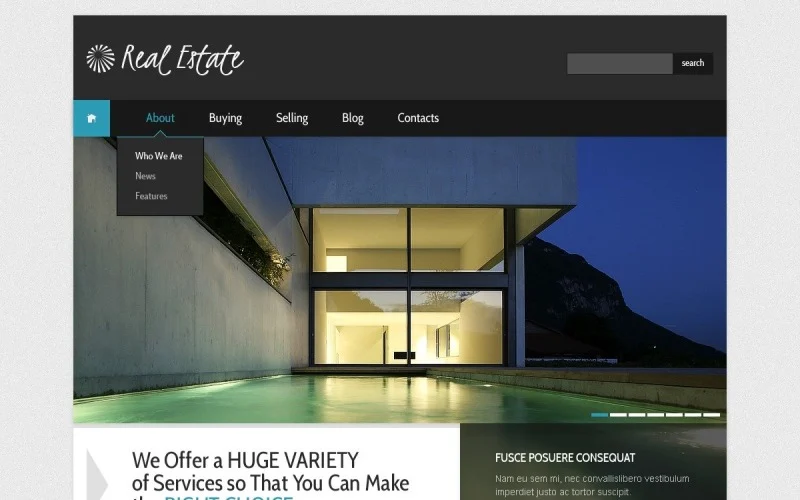 Real Estate
search
About
Buying
Selling
Blog
Contacts
Who We Are
News
Features
We Offer a HUGE VARIETY
of Services so That You Can Make
the RIGHT CHOICE
FUSCE POSUERE CONSEQUAT
Nam eu sem mi, nec convallislibero vestibulum
imperdiet justo ac tortor suscipit.